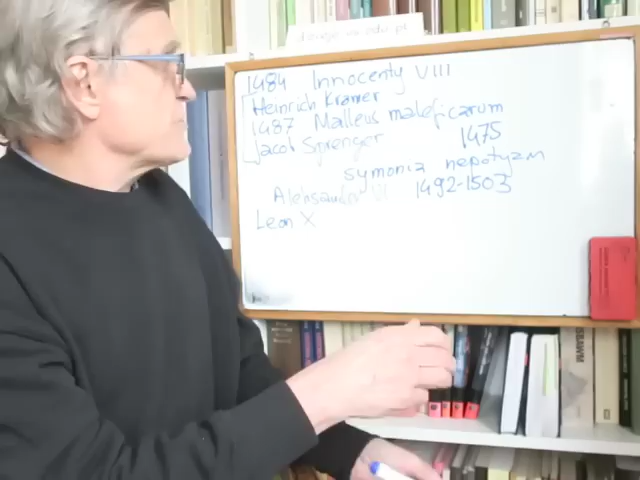 1484 Innocenty VIII
Heinrich Kramer
1487 Malleus maleficarum
Jacob Sprenger 1475
symonia nepotyzm
Aleksander VI 1492-1503
Leon X